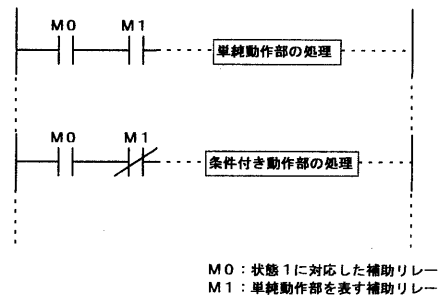 M0 M1
単純動作部の処理
M0 M1
条件付き動作部の処理
M0:状態1に対応した補助リレー
M1:単純動作部を表す補助リレー